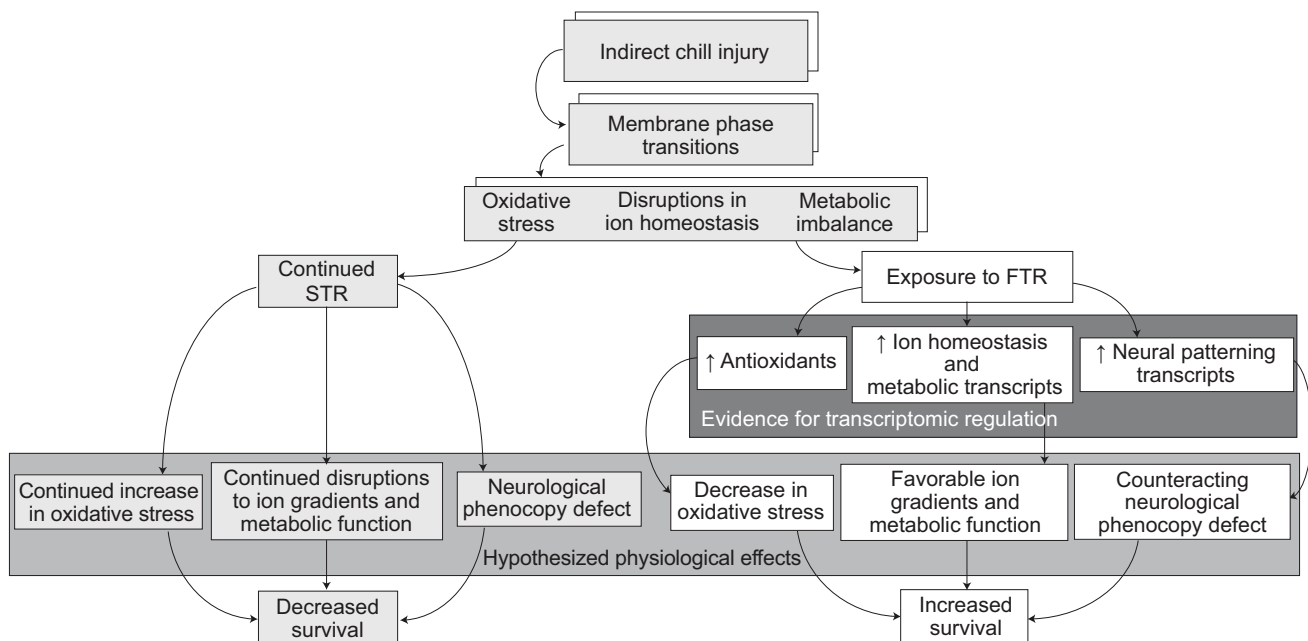 Indirect chill injury
Membrane phase
transitions
Oxidative
stress
Disruptions in
ion homeostasis
Metabolic
imbalance
Continued
STR
Exposure to FTR
↑ Antioxidants
↑ Ion homeostasis
and
metabolic transcripts
↑ Neural patterning
transcripts
Evidence for transcriptomic regulation
Continued increase
in oxidative stress
Continued disruptions
to ion gradients and
metabolic function
Neurological
phenocopy defect
Decrease in
oxidative stress
Favorable ion
gradients and
metabolic function
Counteracting
neurological
phenocopy defect
Hypothesized physiological effects
Decreased
survival
Increased
survival